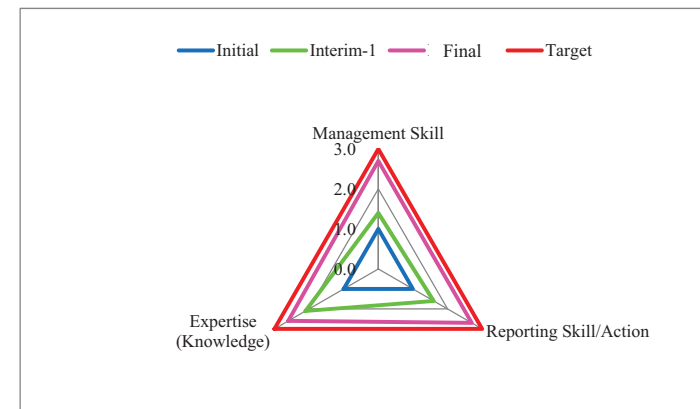 Initial Interim-1 Final Target
Management Skill
3.0
2.0
1.0
0.0
Expertise
(Knowledge)
Reporting Skill/Action